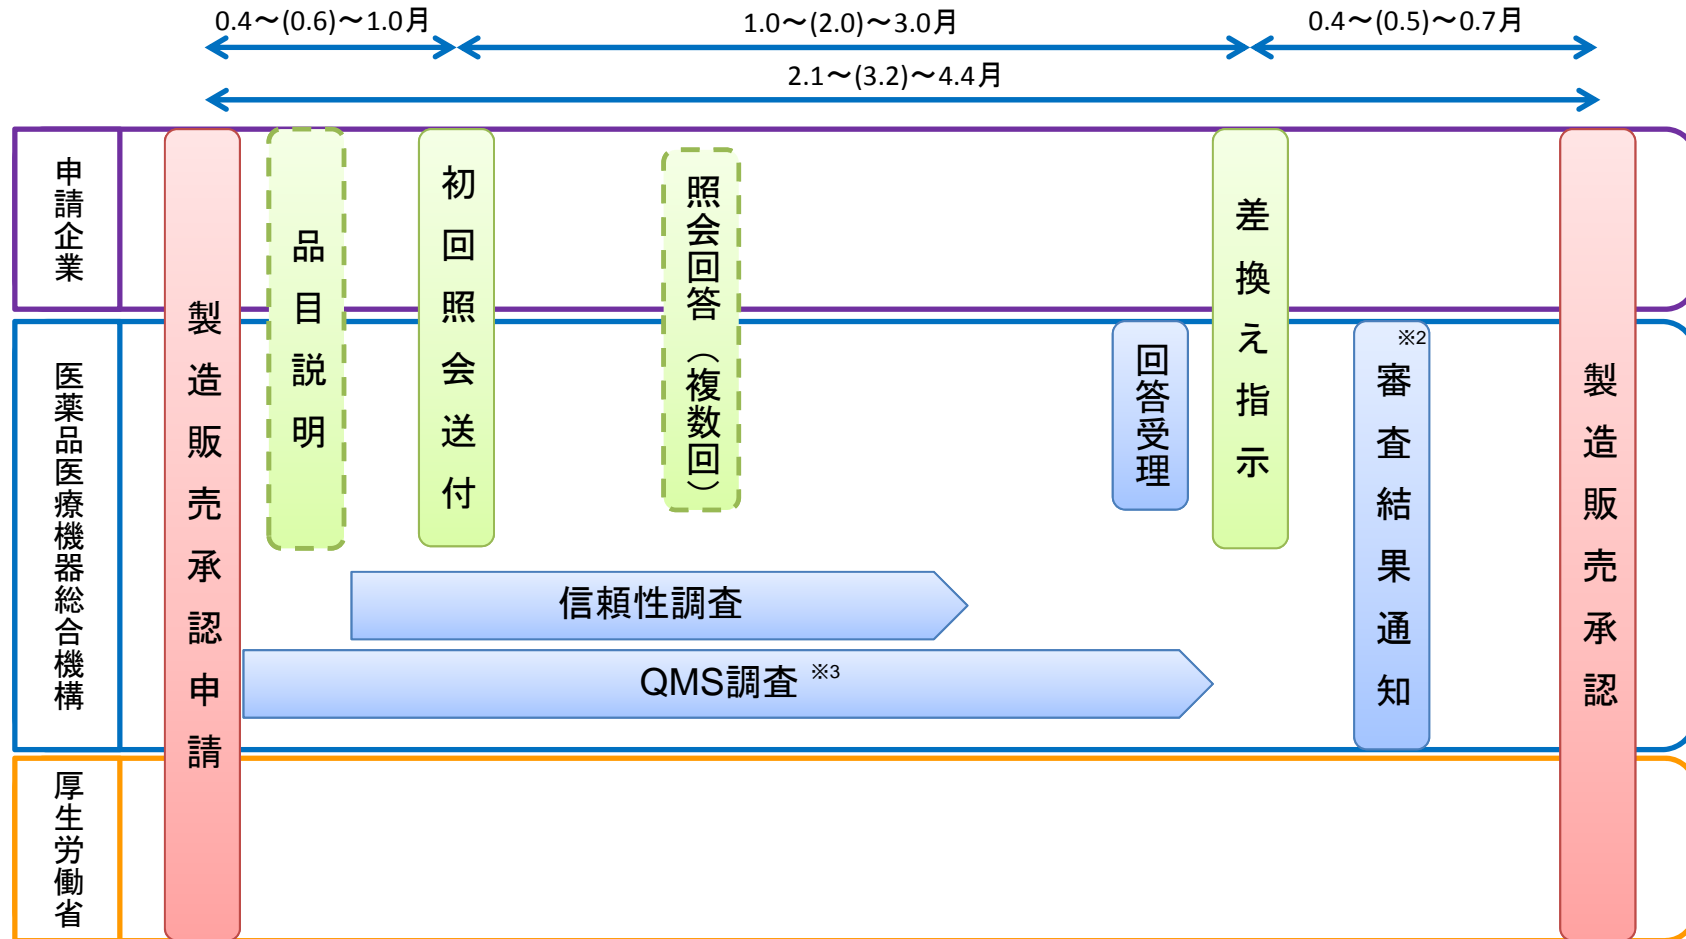 0.4～(0.6)～1.0月
1.0～(2.0)～3.0月
0.4～(0.5)～0.7月
2.1～(3.2)～4.4月
申請企業
医薬品医療機器総合機構
厚生労働省
製造販売承認申請
品目説明
初回照会送付
照会回答（複数回）
回答受理
差換え指示
※2
審査結果通知
製造販売承認
信頼性調査
QMS調査 ※3